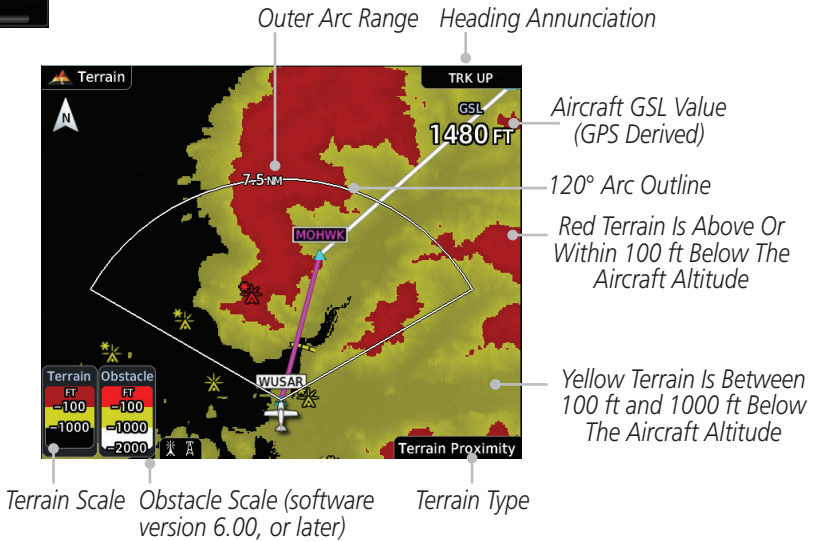 Outer Arc Range
Heading Annunciation
Terrain
TRK UP
N
GSL
1480 FT
Aircraft GSL Value
(GPS Derived)
7.5 NM
120° Arc Outline
MOHWK
Red Terrain Is Above Or
Within 100 ft Below The
Aircraft Altitude
WUSAR
Terrain
FT
-100
-1000
Obstacle
FT
-100
-1000
-2000
Yellow Terrain Is Between
100 ft and 1000 ft Below
The Aircraft Altitude
Terrain Proximity
Terrain Scale
Obstacle Scale (software
version 6.00, or later)
Terrain Type